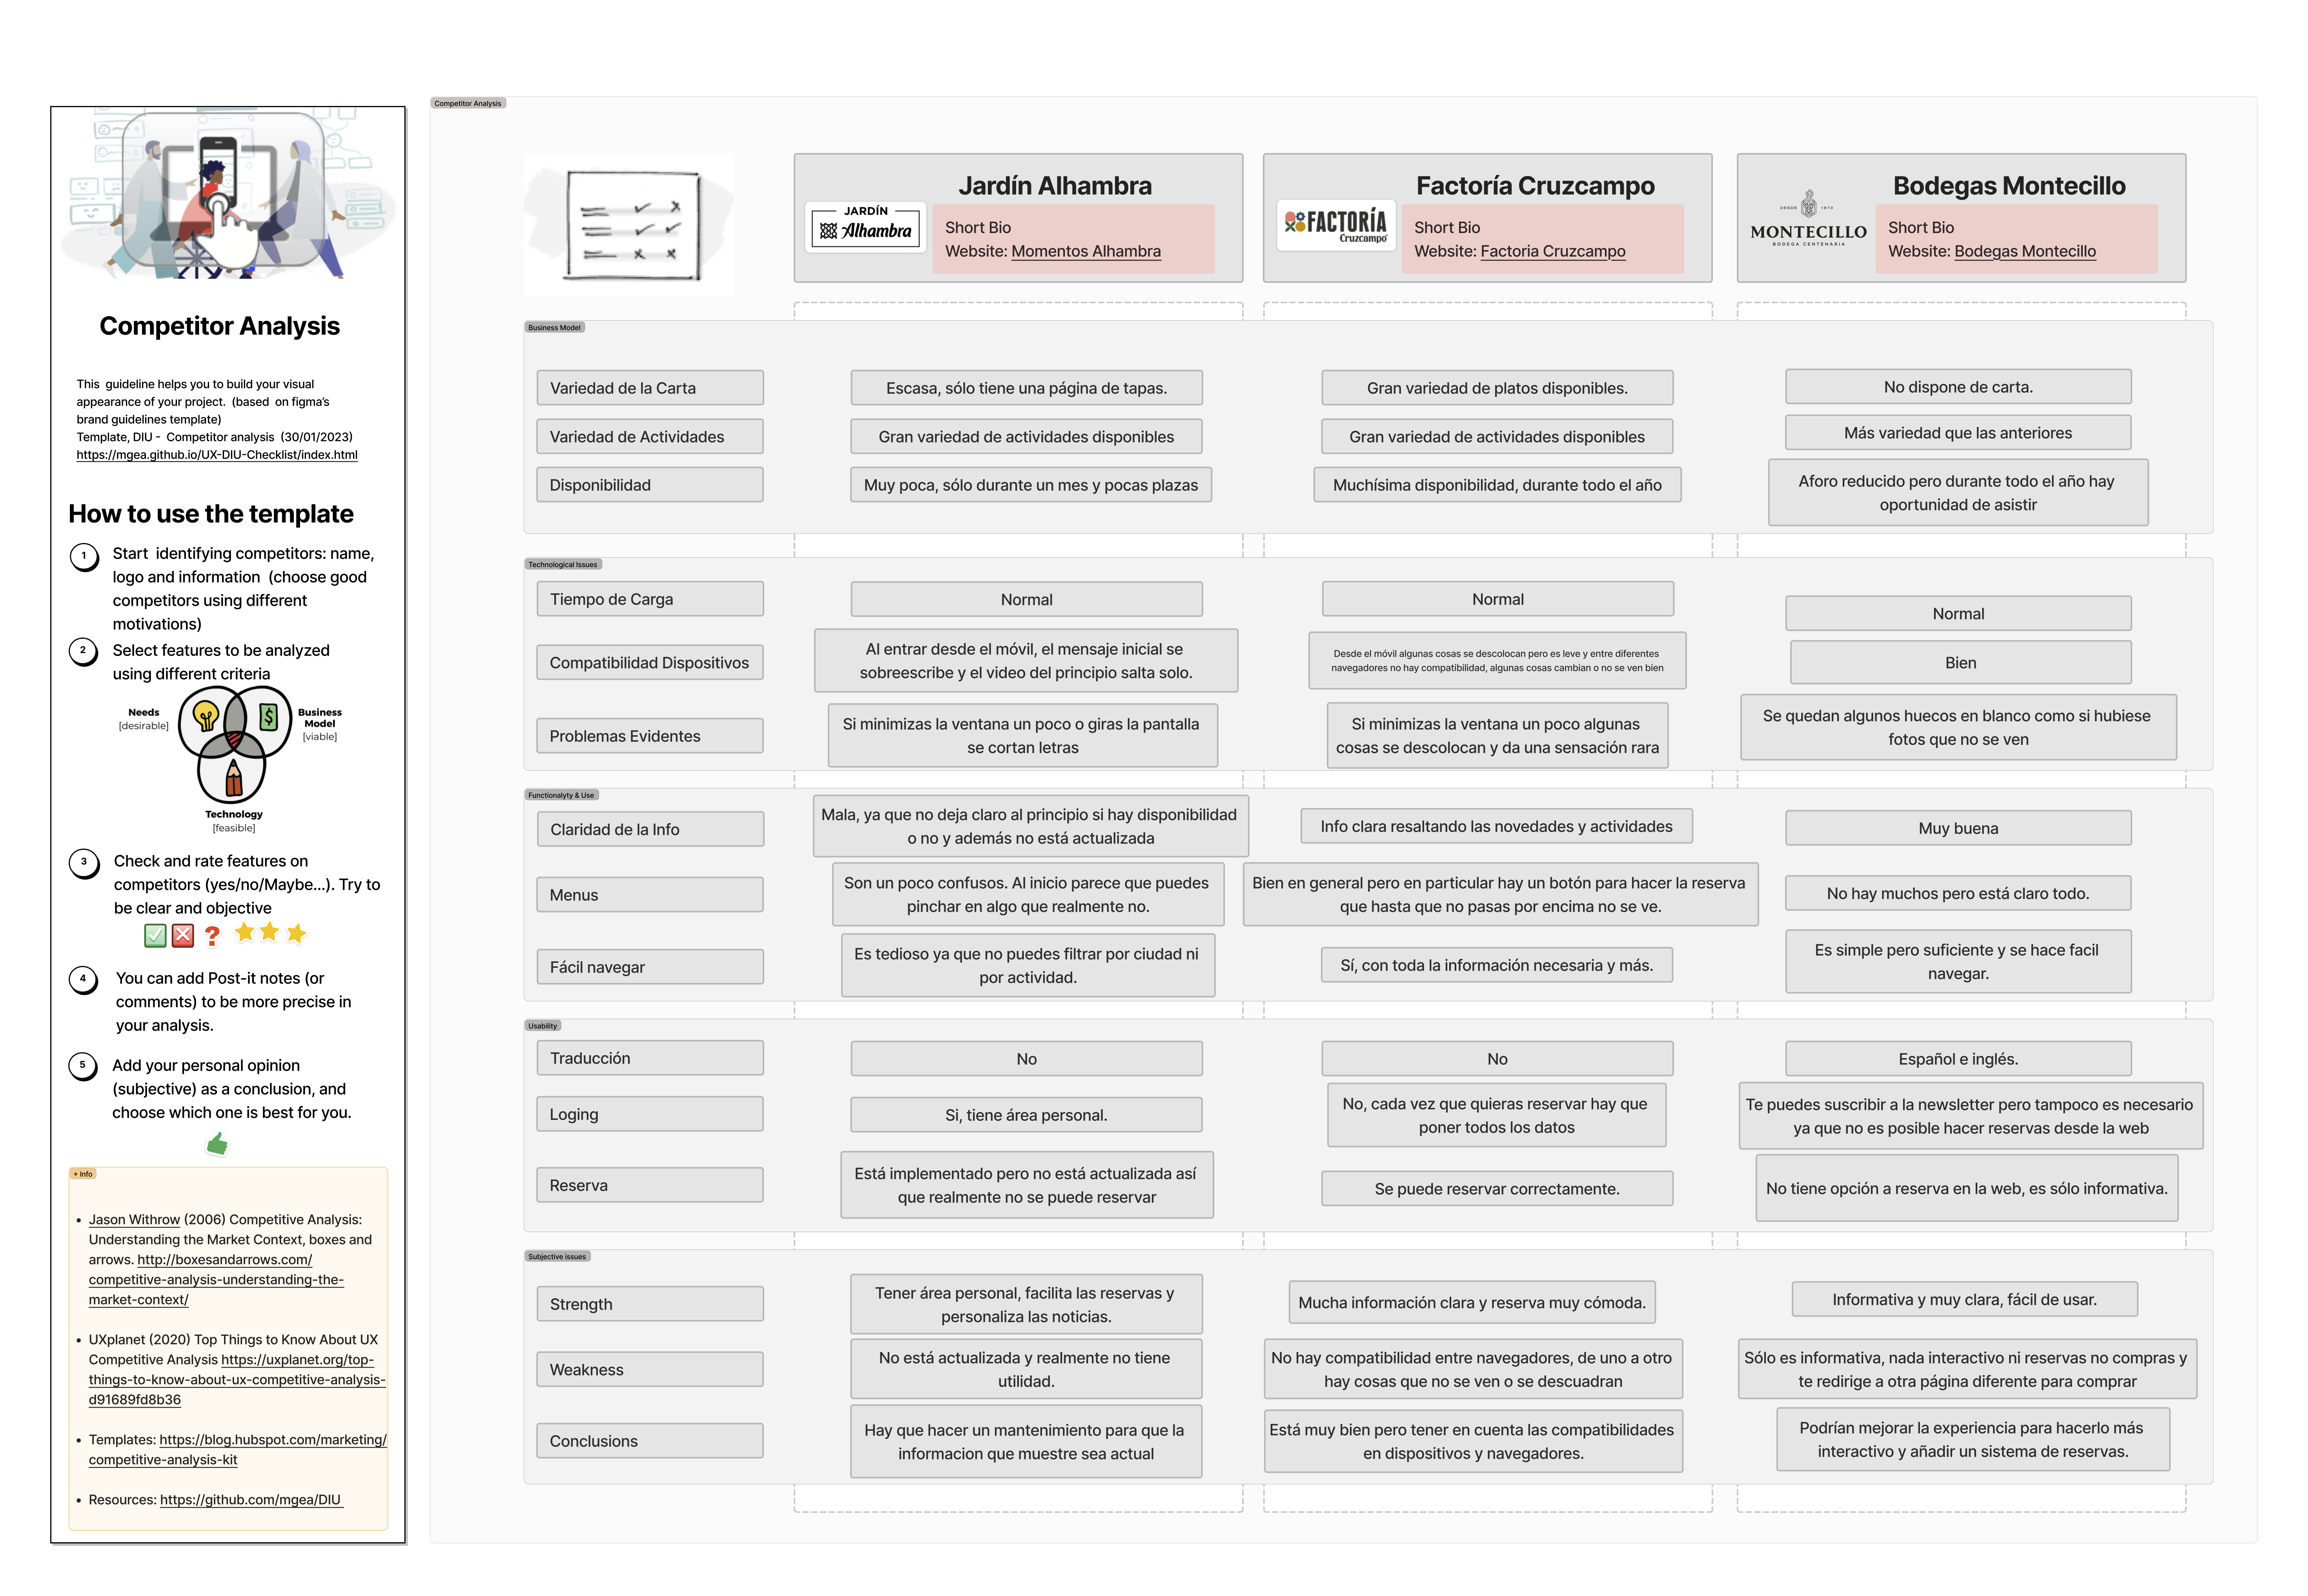 Competitor Analysis
This  guideline helps you to build your visual
appearance of your project.  (based  on figma's
brand guidelines template)
Template, DIU -  Competitor analysis  (30/01/2023)
https://mgea.github.io/UX-DIU-Checklist/index.html
How to use the template
1
Start  identifying competitors: name,
logo and information  (choose good
competitors using different
motivations)
2
Select features to be analyzed
using different criteria
Needs
[desirable]
Business
Model
[viable]
Technology
[feasible]
3
Check and rate features on
competitors (yes/no/Maybe...). Try to
be clear and objective
4
You can add Post-it notes (or
comments) to be more precise in
your analysis.
5
Add your personal opinion
(subjective) as a conclusion, and
choose which one is best for you.
+ Info
• Jason Withrow (2006) Competitive Analysis:
Understanding the Market Context, boxes and
arrows. http://boxesandarrows.com/
competitive-analysis-understanding-the-
market-context/
• UXplanet (2020) Top Things to Know About UX
Competitive Analysis https://uxplanet.org/top-
things-to-know-about-ux-competitive-analysis-
d91689fd8b36
• Templates: https://blog.hubspot.com/marketing/
competitive-analysis-kit
• Resources: https://github.com/mgea/DIU
Competitor Analysis
Jardín Alhambra
JARDÍN
Alhambra
Short Bio
Website: Momentos Alhambra
Factoría Cruzcampo
FACTORÍA
Cruzcampo
Short Bio
Website: Factoria Cruzcampo
Bodegas Montecillo
DESDE 1870
MONTECILLO
BODEGA CENTENARIA
Short Bio
Website: Bodegas Montecillo
Business Model
Variedad de la Carta
Escasa, sólo tiene una página de tapas.
Gran variedad de platos disponibles.
No dispone de carta.
Variedad de Actividades
Gran variedad de actividades disponibles
Gran variedad de actividades disponibles
Más variedad que las anteriores
Disponibilidad
Muy poca, sólo durante un mes y pocas plazas
Muchísima disponibilidad, durante todo el año
Aforo reducido pero durante todo el año hay
oportunidad de asistir
Technological Issues
Tiempo de Carga
Normal
Normal
Normal
Compatibilidad Dispositivos
Al entrar desde el móvil, el mensaje inicial se
sobreescribe y el video del principio salta solo.
Desde el móvil algunas cosas se descolocan pero es leve y entre diferentes
navegadores no hay compatibilidad, algunas cosas cambian o no se ven bien
Bien
Problemas Evidentes
Si minimizas la ventana un poco o giras la pantalla
se cortan letras
Si minimizas la ventana un poco algunas
cosas se descolocan y da una sensación rara
Se quedan algunos huecos en blanco como si hubiese
fotos que no se ven
Functionalyty & Use
Claridad de la Info
Mala, ya que no deja claro al principio si hay disponibilidad
o no y además no está actualizada
Info clara resaltando las novedades y actividades
Muy buena
Menus
Son un poco confusos. Al inicio parece que puedes
pinchar en algo que realmente no.
Bien en general pero en particular hay un botón para hacer la reserva
que hasta que no pasas por encima no se ve.
No hay muchos pero está claro todo.
Fácil navegar
Es tedioso ya que no puedes filtrar por ciudad ni
por actividad.
Sí, con toda la información necesaria y más.
Es simple pero suficiente y se hace facil
navegar.
Usability
Traducción
No
No
Español e inglés.
Loging
Si, tiene área personal.
No, cada vez que quieras reservar hay que
poner todos los datos
Te puedes suscribir a la newsletter pero tampoco es necesario
ya que no es posible hacer reservas desde la web
Reserva
Está implementado pero no está actualizada así
que realmente no se puede reservar
Se puede reservar correctamente.
No tiene opción a reserva en la web, es sólo informativa.
Subjective issues
Strength
Tener área personal, facilita las reservas y
personaliza las noticias.
Mucha información clara y reserva muy cómoda.
Informativa y muy clara, fácil de usar.
Weakness
No está actualizada y realmente no tiene
utilidad.
No hay compatibilidad entre navegadores, de uno a otro
hay cosas que no se ven o se descuadran
Sólo es informativa, nada interactivo ni reservas no compras y
te redirige a otra página diferente para comprar
Conclusions
Hay que hacer un mantenimiento para que la
informacion que muestre sea actual
Está muy bien pero tener en cuenta las compatibilidades
en dispositivos y navegadores.
Podrían mejorar la experiencia para hacerlo más
interactivo y añadir un sistema de reservas.